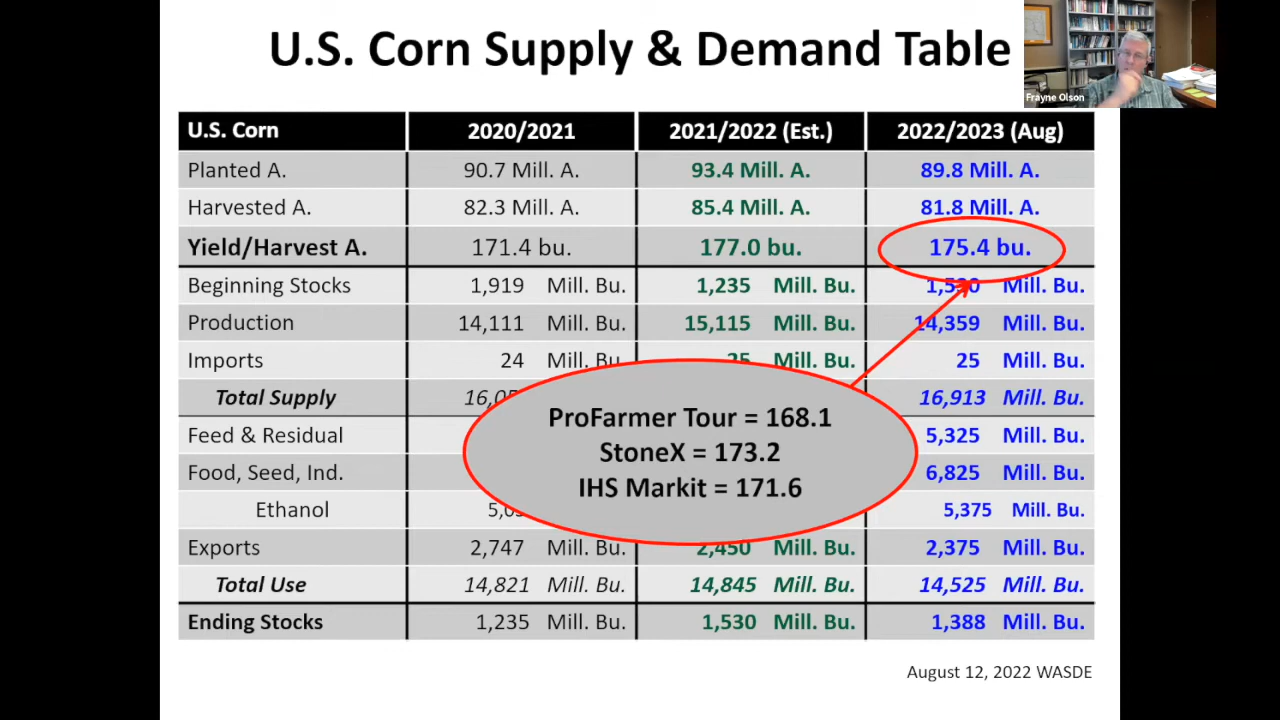 U.S. Corn Supply & Demand Table
Frayne Olson
U.S. Corn 2020/2021 2021/2022 (Est.) 2022/2023 (Aug)
Planted A. 90.7 Mill. A. 93.4 Mill. A. 89.8 Mill. A.
Harvested A. 82.3 Mill. A. 85.4 Mill. A. 81.8 Mill. A.
Yield/Harvest A. 171.4 bu. 177.0 bu. 175.4 bu.
Beginning Stocks 1,919 Mill. Bu. 1,235 Mill. Bu. 1,530 Mill. Bu.
Production 14,111 Mill. Bu. 15,115 Mill. Bu. 14,359 Mill. Bu.
Imports 24 Mill. Bu. 25 Mill. Bu. 25 Mill. Bu.
Total Supply 16,913 Mill. Bu.
Feed & Residual 5,325 Mill. Bu.
Food, Seed, Ind. 6,825 Mill. Bu.
Ethanol 5,375 Mill. Bu.
Exports 2,747 Mill. Bu. 2,450 Mill. Bu. 2,375 Mill. Bu.
Total Use 14,821 Mill. Bu. 14,845 Mill. Bu. 14,525 Mill. Bu.
Ending Stocks 1,235 Mill. Bu. 1,530 Mill. Bu. 1,388 Mill. Bu.
ProFarmer Tour = 168.1
StoneX = 173.2
IHS Markit = 171.6
August 12, 2022 WASDE